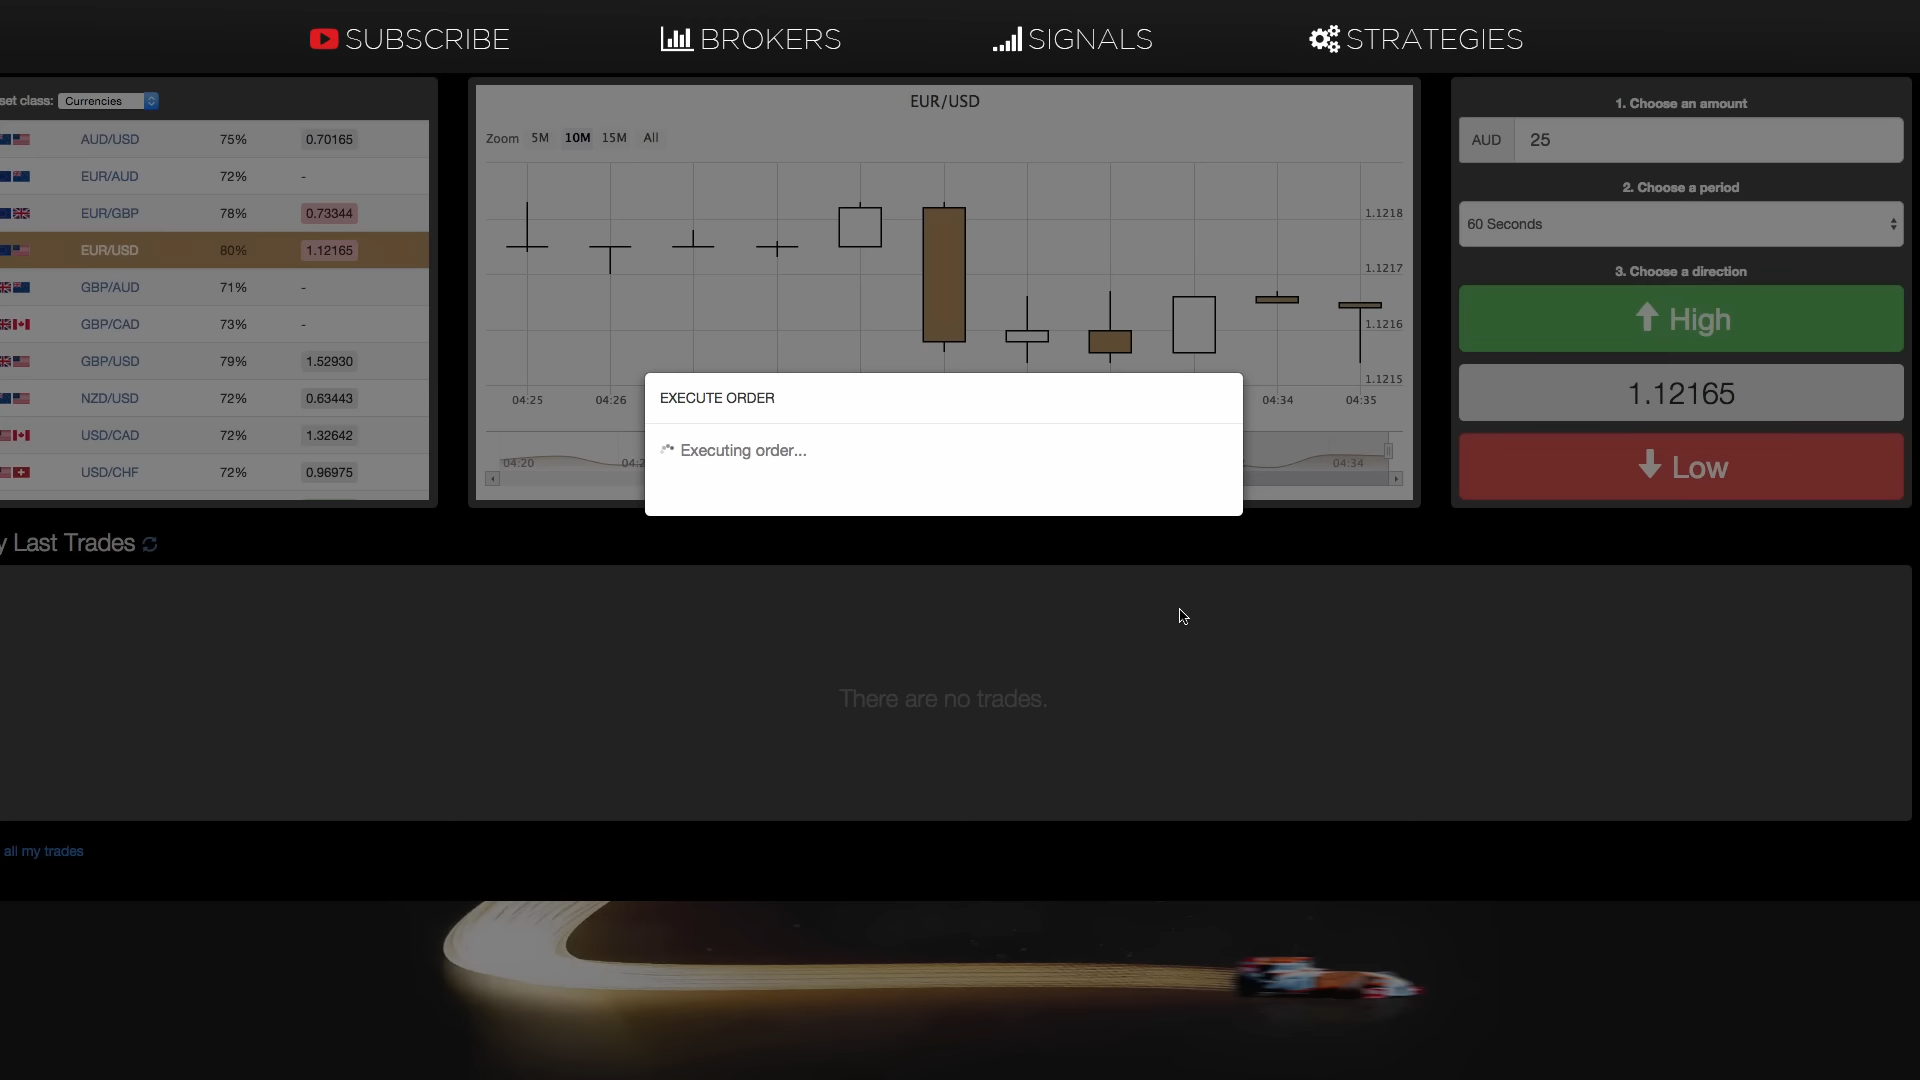 SUBSCRIBE
BROKERS
SIGNALS
STRATEGIES
set class: Currencies
AUD/USD 75% 0.70165
EUR/AUD 72% -
EUR/GBP 78% 0.73344
EUR/USD 80% 1.12165
GBP/AUD 71% -
GBP/CAD 73% -
GBP/USD 79% 1.52930
NZD/USD 72% 0.63443
USD/CAD 72% 1.32642
USD/CHF 72% 0.96975
EUR/USD
Zoom 5M 10M 15M All
1.1218
1.1217
1.1216
1.1215
04:25 04:26 04:34 04:35
04:20 04:2 04:34
EXECUTE ORDER
Executing order...
1. Choose an amount
AUD 25
2. Choose a period
60 Seconds
3. Choose a direction
High
1.12165
Low
y Last Trades
There are no trades.
all my trades